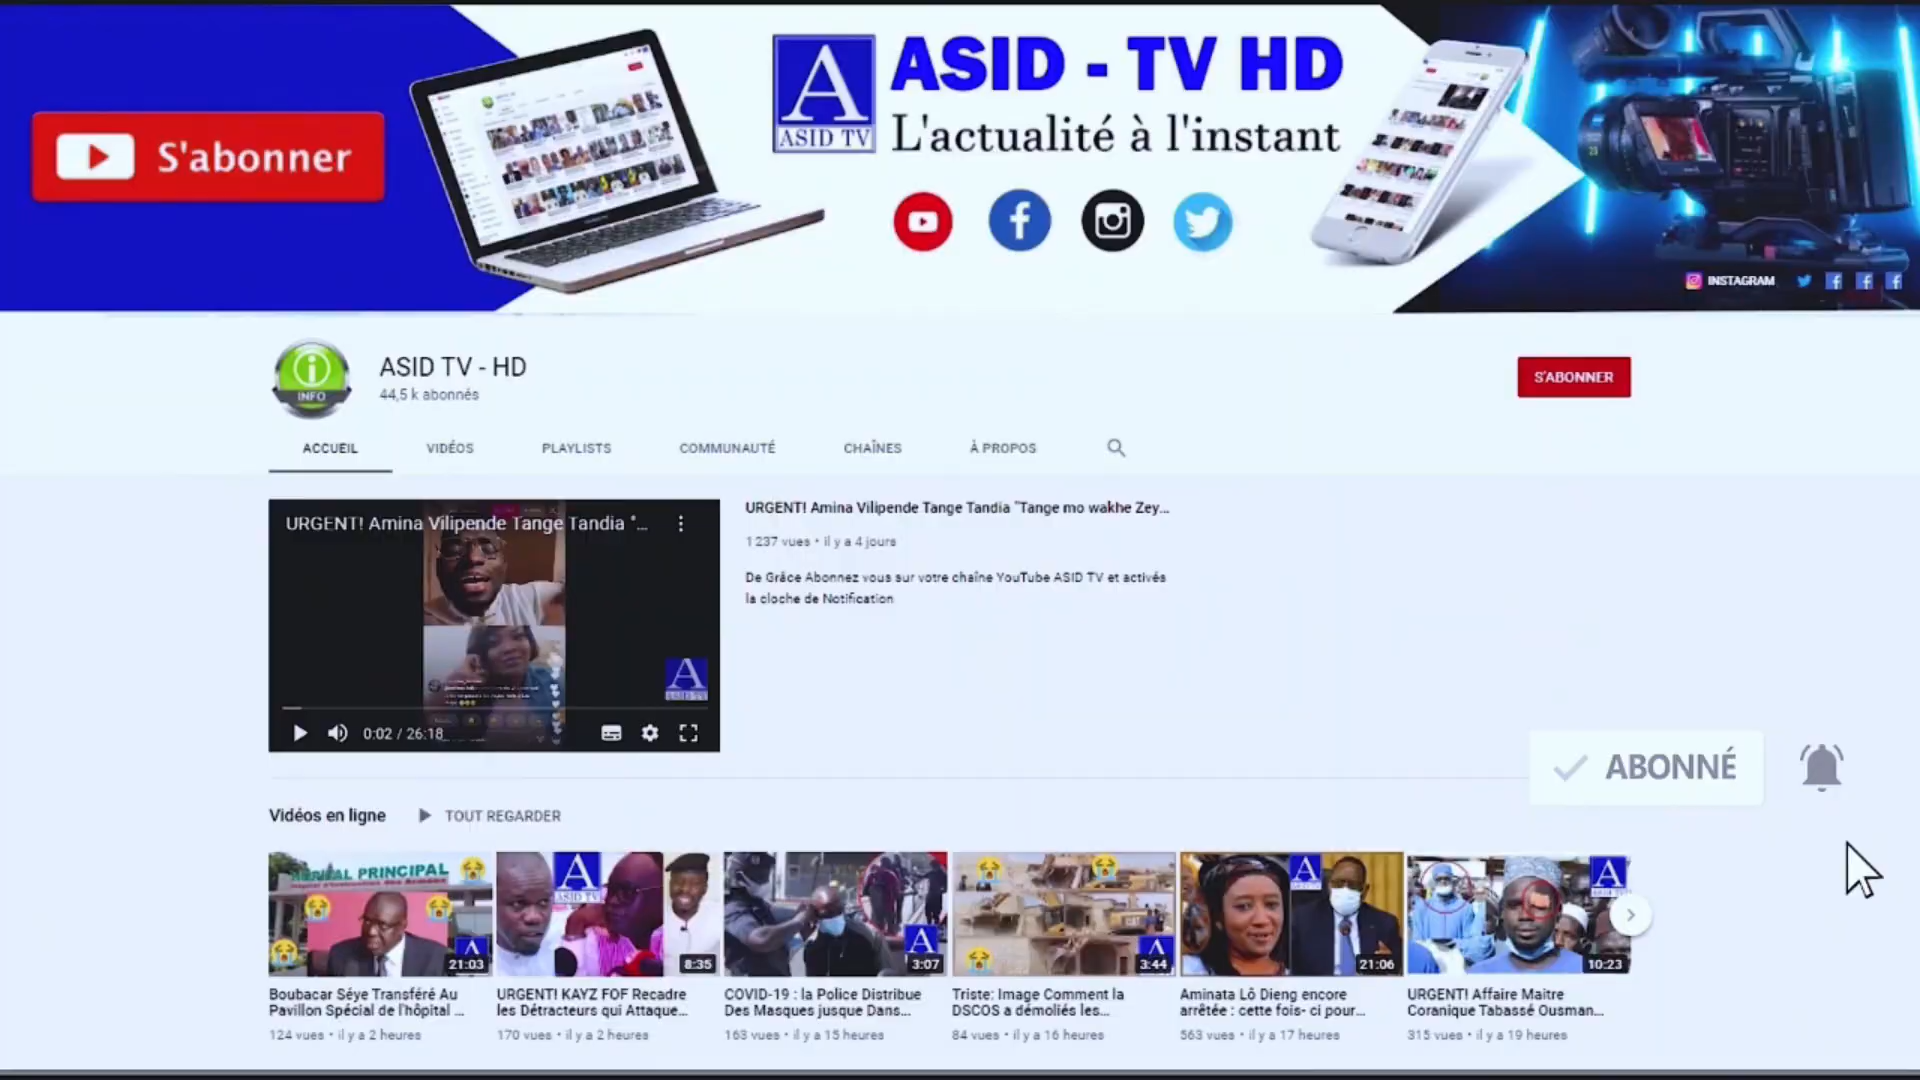 S'abonner
A
ASID TV
ASID - TV HD
L'actualité à l'instant
INSTAGRAM
INFO
ASID TV - HD
44,5 k abonnés
S'ABONNER
ACCUEIL
VIDÉOS
PLAYLISTS
COMMUNAUTÉ
CHAÎNES
À PROPOS
URGENT! Amina Vilipende Tange Tandia "...
A
ASID TV
0:02 / 26:18
URGENT! Amina Vilipende Tange Tandia "Tange mo wakhe Zey...
1 237 vues • il y a 4 jours
De Grâce Abonnez vous sur votre chaîne YouTube ASID TV et activés
la cloche de Notification
ABONNÉ
Vidéos en ligne
TOUT REGARDER
PRINCIPAL
A
21:03
A
ASID TV
8:35
A
3:07
A
3:44
A
21:06
A
10:23
Boubacar Séye Transféré Au
Pavillon Spécial de l'hôpital ...
124 vues • il y a 2 heures
URGENT! KAYZ FOF Recadre
les Détracteurs qui Attaque...
170 vues • il y a 2 heures
COVID-19 : la Police Distribue
Des Masques jusque Dans...
163 vues • il y a 15 heures
Triste: Image Comment la
DSCOS a démoliés les...
84 vues • il y a 16 heures
Aminata Lô Dieng encore
arrêtée : cette fois- ci pour...
563 vues • il y a 17 heures
URGENT! Affaire Maitre
Coranique Tabassé Ousman...
315 vues • il y a 19 heures